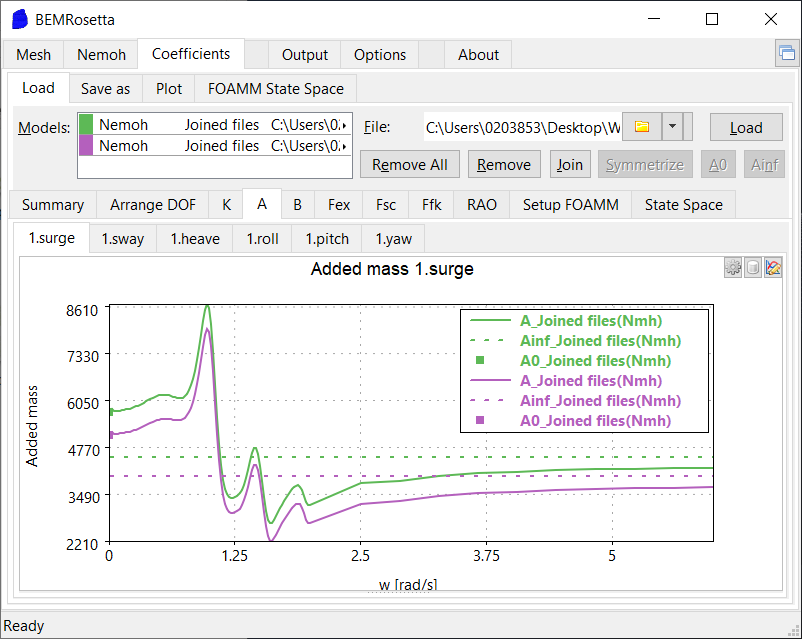 BEMRosetta
Mesh Nemoh Coefficients Output Options About
Load Save as Plot FOAMM State Space
Models: Nemoh Joined files C:\Users\02 File: C:\Users\0203853\Desktop\W Load
Nemoh Joined files C:\Users\02
Remove All Remove Join Symmetrize A0 Ainf
Summary Arrange DOF K A B Fex Fsc Ffk RAO Setup FOAMM State Space
1.surge 1.sway 1.heave 1.roll 1.pitch 1.yaw
Added mass 1.surge
A_Joined files(Nmh)
Ainf_Joined files(Nmh)
A0_Joined files(Nmh)
A_Joined files(Nmh)
Ainf_Joined files(Nmh)
A0_Joined files(Nmh)
Added mass
8610
7330
6050
4770
3490
2210
0 1.25 2.5 3.75 5
w [rad/s]
Ready